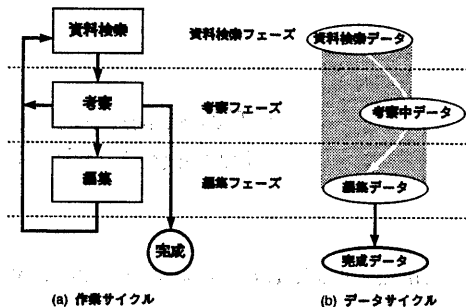 資料検索
資料検索フェーズ
資料検索データ
考察
考察フェーズ
考察中データ
編集
編集フェーズ
編集データ
完成
完成データ
(a) 作業サイクル
(b) データサイクル